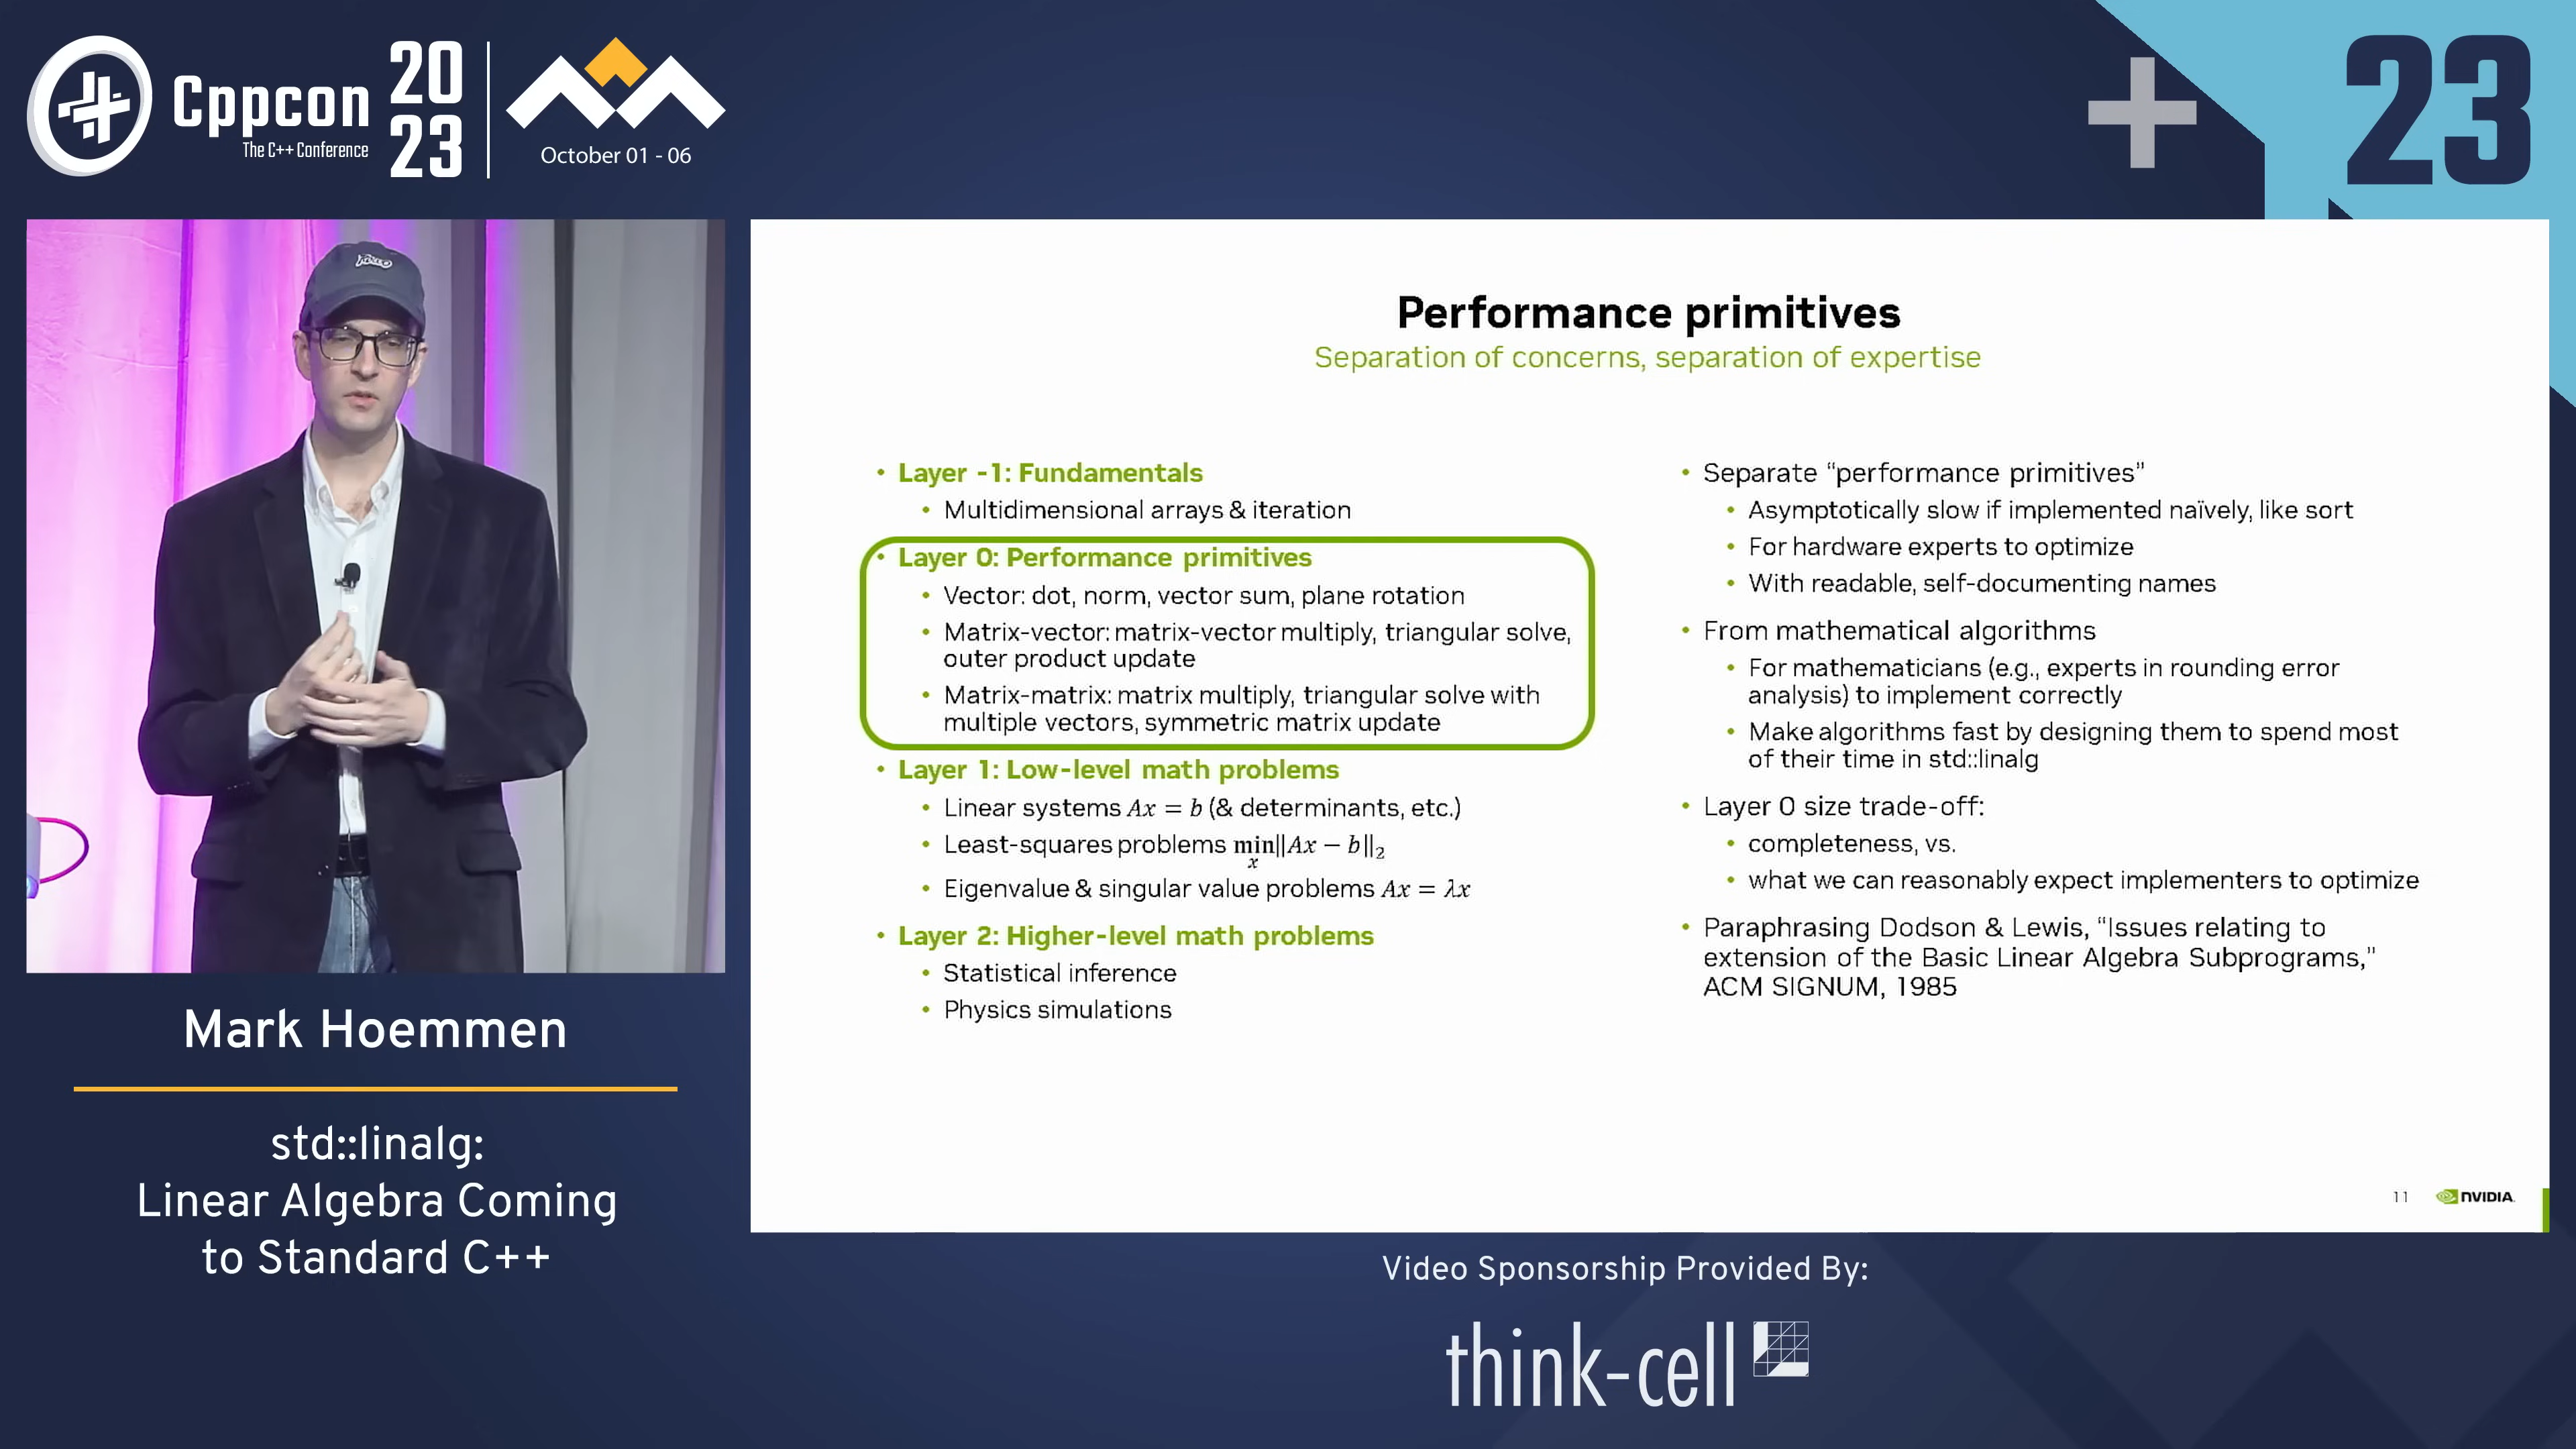 Cppcon
The C++ Conference
20
23
October 01 - 06
+ 23
Performance primitives
Separation of concerns, separation of expertise
• Layer -1: Fundamentals
• Multidimensional arrays & iteration
• Layer 0: Performance primitives
• Vector: dot, norm, vector sum, plane rotation
• Matrix-vector: matrix-vector multiply, triangular solve,
outer product update
• Matrix-matrix: matrix multiply, triangular solve with
multiple vectors, symmetric matrix update
• Layer 1: Low-level math problems
• Linear systems Ax = b (& determinants, etc.)
• Least-squares problems min||Ax − b||₂
x
• Eigenvalue & singular value problems Ax = λx
• Layer 2: Higher-level math problems
• Statistical inference
• Physics simulations
• Separate “performance primitives”
• Asymptotically slow if implemented naïvely, like sort
• For hardware experts to optimize
• With readable, self-documenting names
• From mathematical algorithms
• For mathematicians (e.g., experts in rounding error
analysis) to implement correctly
• Make algorithms fast by designing them to spend most
of their time in std::linalg
• Layer 0 size trade-off:
• completeness, vs.
• what we can reasonably expect implementers to optimize
• Paraphrasing Dodson & Lewis, “Issues relating to
extension of the Basic Linear Algebra Subprograms,”
ACM SIGNUM, 1985
11
NVIDIA.
Mark Hoemmen
std::linalg:
Linear Algebra Coming
to Standard C++
Video Sponsorship Provided By:
think-cell